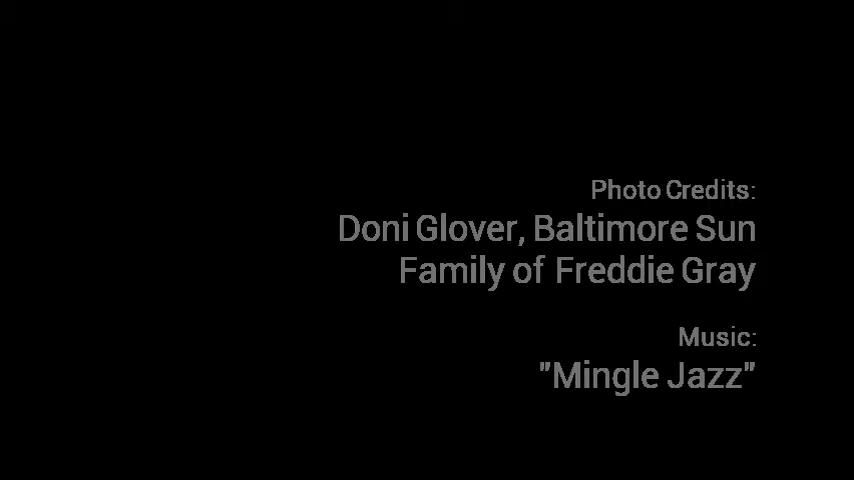 Photo Credits:
Doni Glover, Baltimore Sun
Family of Freddie Gray
Music:
"Mingle Jazz"